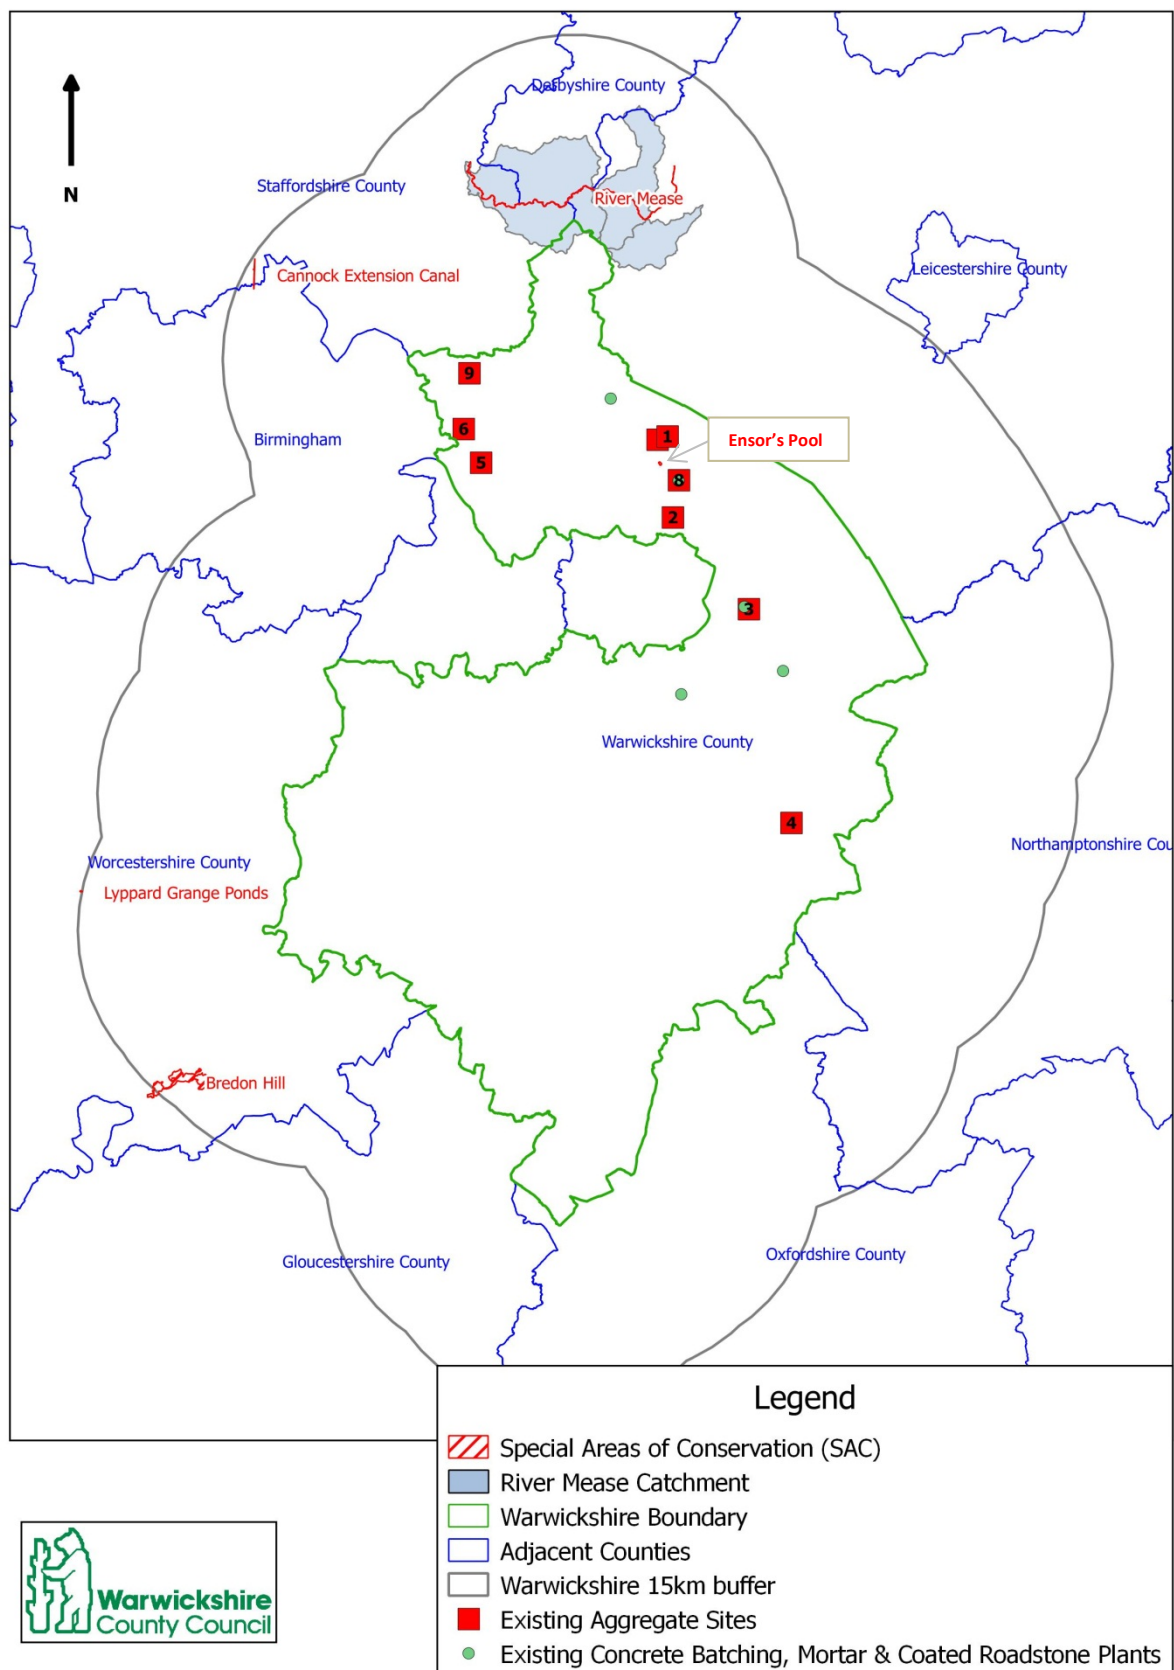 Derbyshire County
Staffordshire County
N
River Mease
Cannock Extension Canal
Leicestershire County
9
6
Birmingham
5
1
Ensor's Pool
8
2
3
Warwickshire County
4
Northamptonshire Cou
Worcestershire County
Lyppard Grange Ponds
Bredon Hill
Gloucestershire County
Oxfordshire County
Legend
Special Areas of Conservation (SAC)
River Mease Catchment
Warwickshire Boundary
Adjacent Counties
Warwickshire 15km buffer
Existing Aggregate Sites
Existing Concrete Batching, Mortar & Coated Roadstone Plants
Warwickshire
County Council